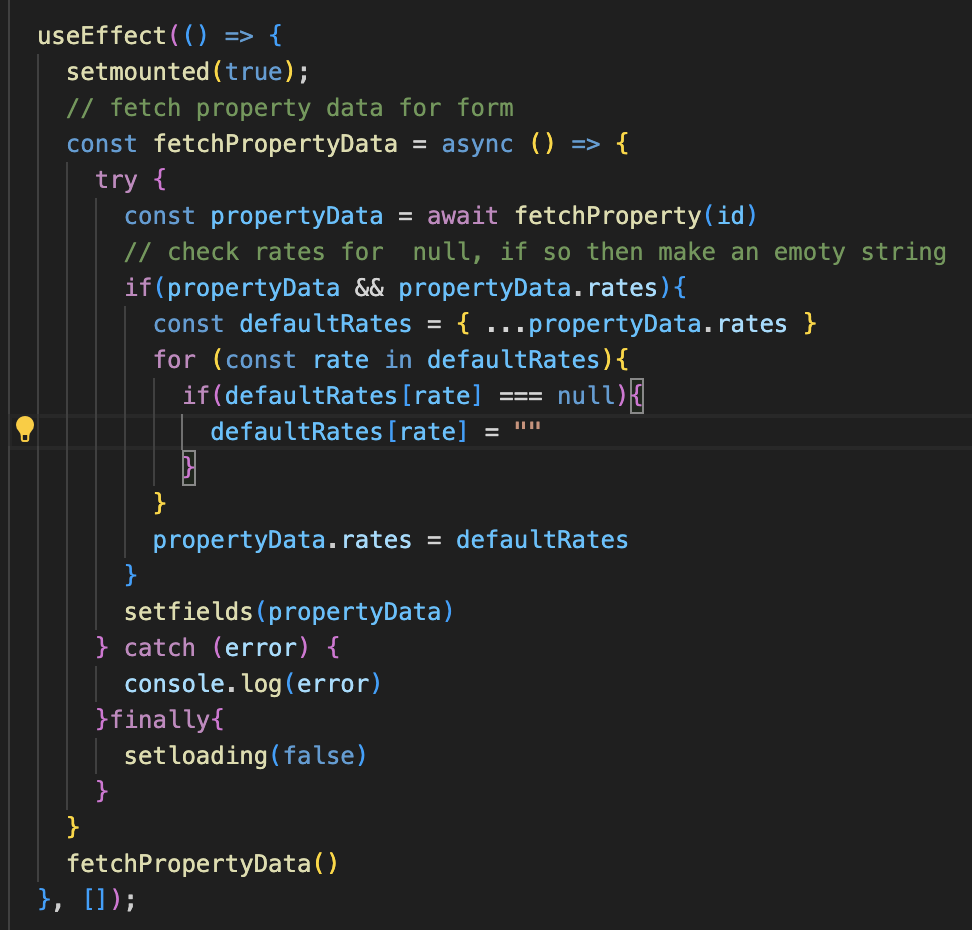 useEffect(() => {
  setmounted(true);
  // fetch property data for form
  const fetchPropertyData = async () => {
    try {
      const propertyData = await fetchProperty(id)
      // check rates for  null, if so then make an emoty string
      if(propertyData && propertyData.rates){
        const defaultRates = { ...propertyData.rates }
        for (const rate in defaultRates){
          if(defaultRates[rate] === null){
            defaultRates[rate] = ""
          }
        }
        propertyData.rates = defaultRates
      }
      setfields(propertyData)
    } catch (error) {
      console.log(error)
    }finally{
      setloading(false)
    }
  }
  fetchPropertyData()
}, []);